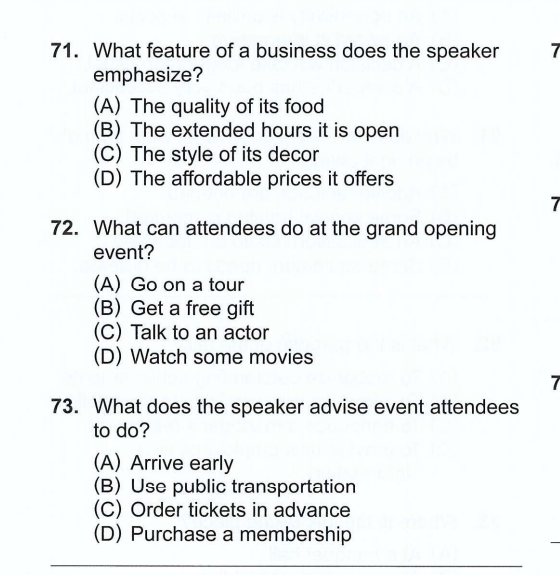 71. What feature of a business does the speaker
emphasize?
(A) The quality of its food
(B) The extended hours it is open
(C) The style of its decor
(D) The affordable prices it offers
72. What can attendees do at the grand opening
event?
(A) Go on a tour
(B) Get a free gift
(C) Talk to an actor
(D) Watch some movies
73. What does the speaker advise event attendees
to do?
(A) Arrive early
(B) Use public transportation
(C) Order tickets in advance
(D) Purchase a membership
7
7
7